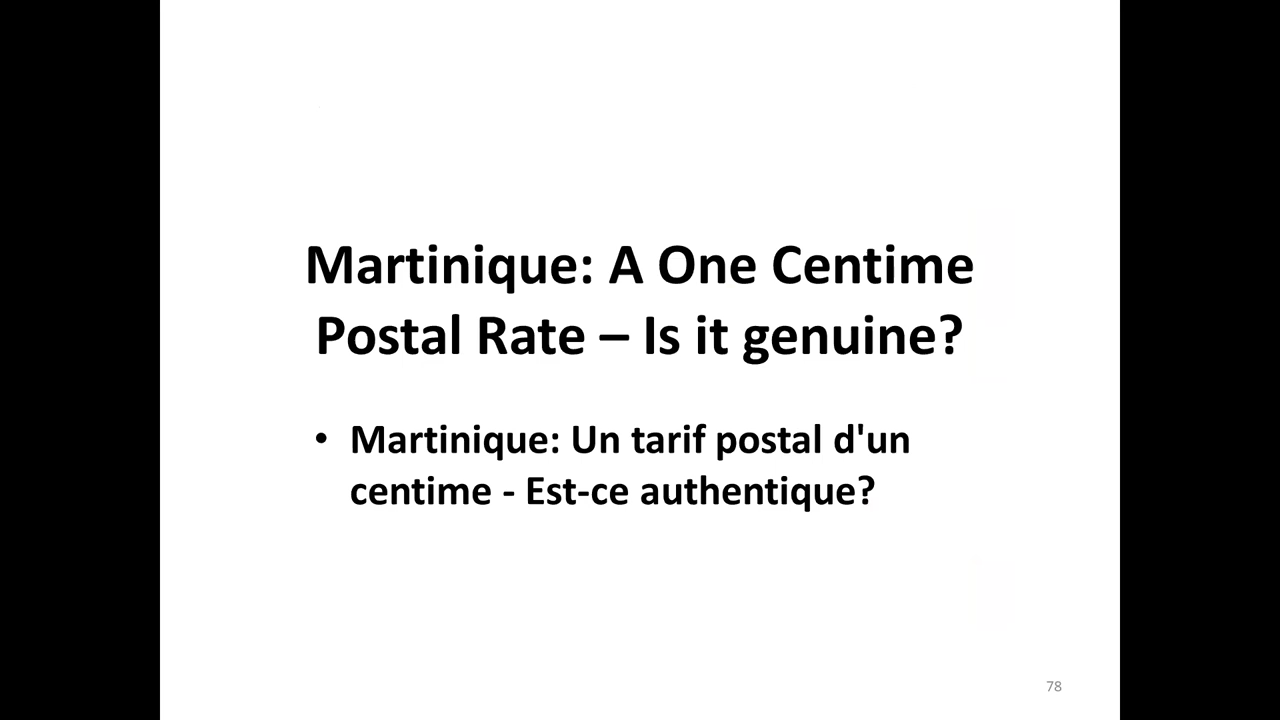 Martinique: A One Centime
Postal Rate – Is it genuine?
• Martinique: Un tarif postal d'un
centime - Est-ce authentique?
78